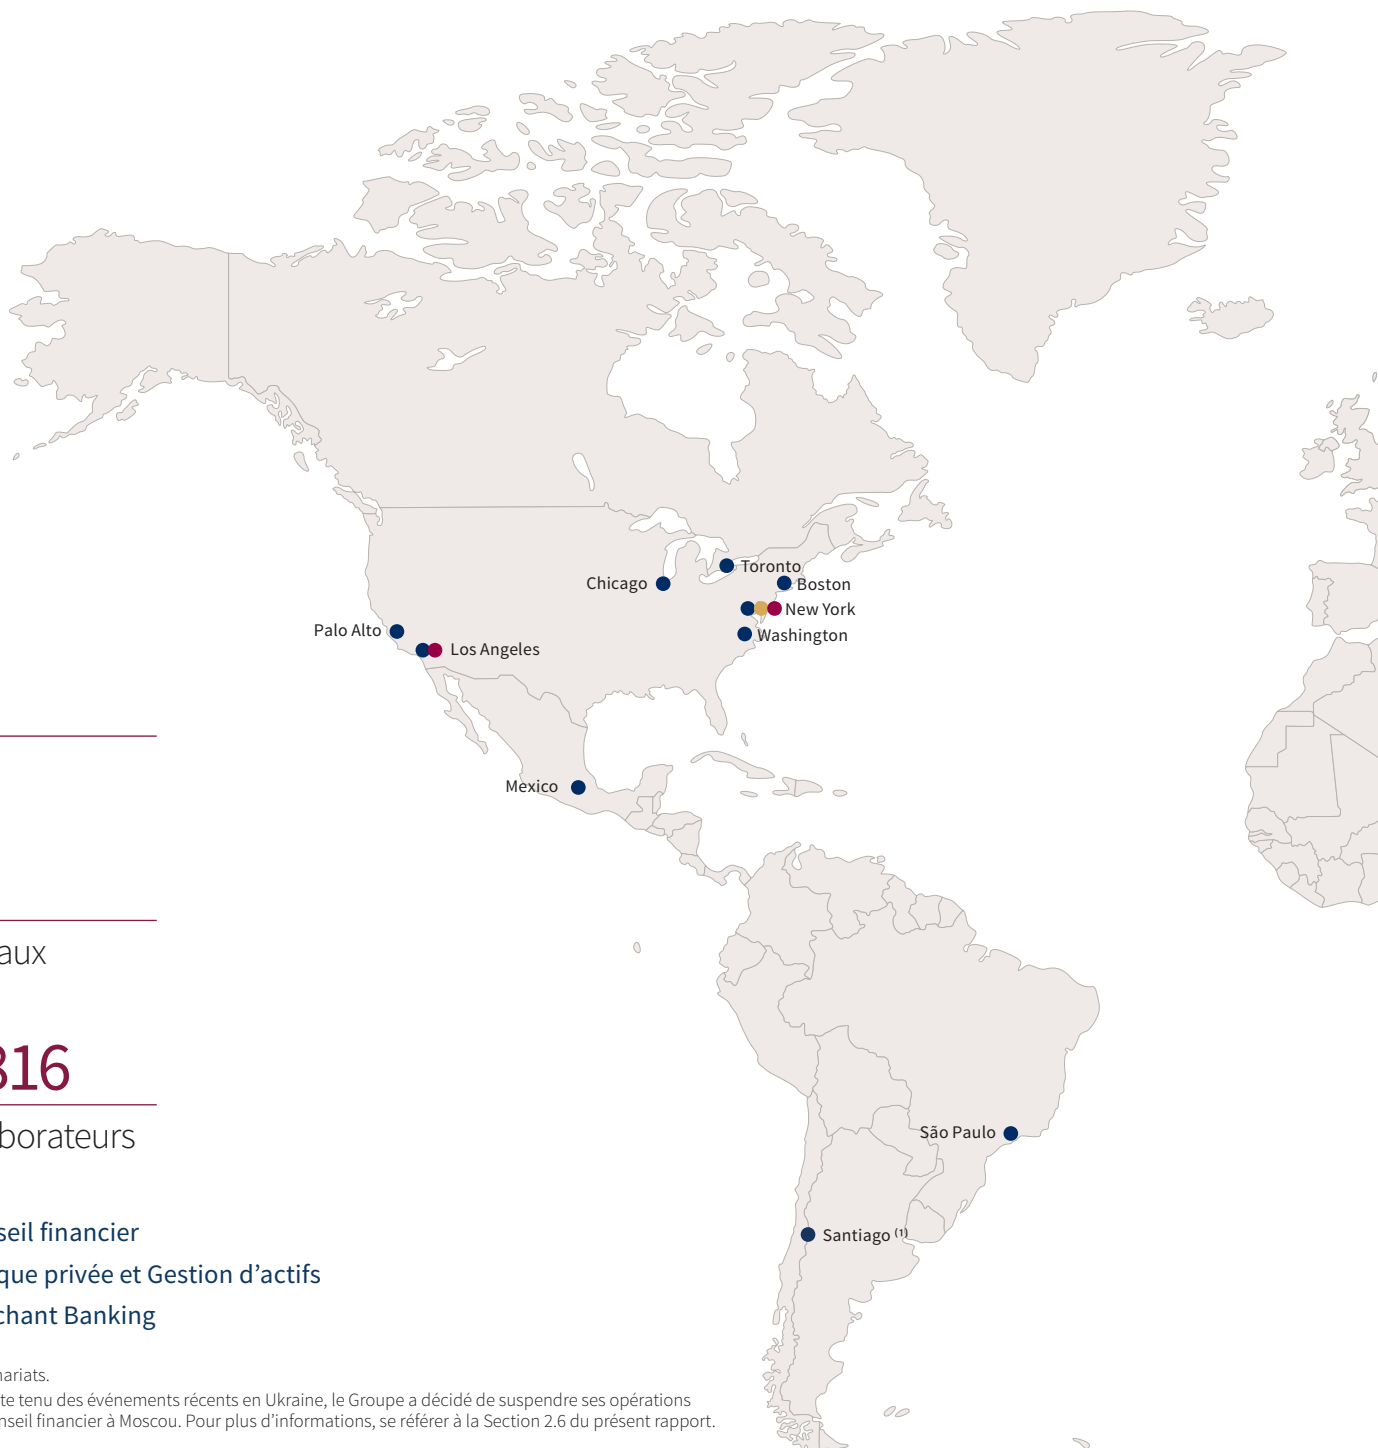 Toronto
Chicago
Boston
New York
Palo Alto
Washington
Los Angeles
Mexico
aux
816
borateurs
São Paulo
seil financier
Santiago (1)
que privée et Gestion d’actifs
chant Banking
nariats.
te tenu des événements récents en Ukraine, le Groupe a décidé de suspendre ses opérations
nseil financier à Moscou. Pour plus d’informations, se référer à la Section 2.6 du présent rapport.